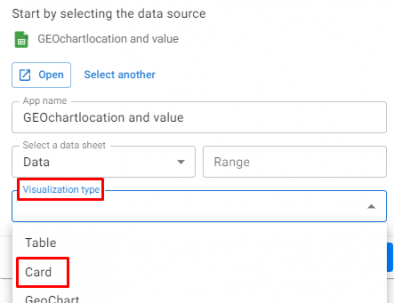 Start by selecting the data source
GEOchartlocation and value
Open Select another
App name
GEOchartlocation and value
Select a data sheet
Data Range
Visualization type
Table
Card
GeoChart